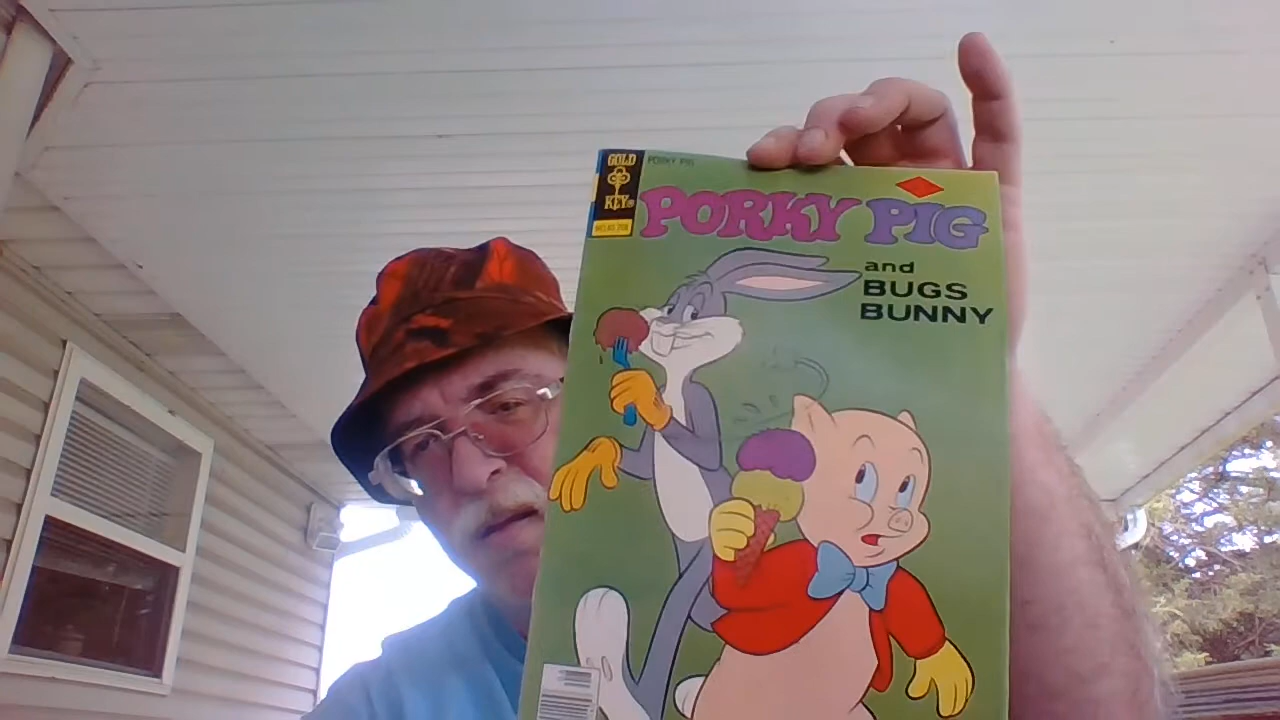 GOLD
KEY®
PORKY PIG
PORKY PIG
and
BUGS
BUNNY